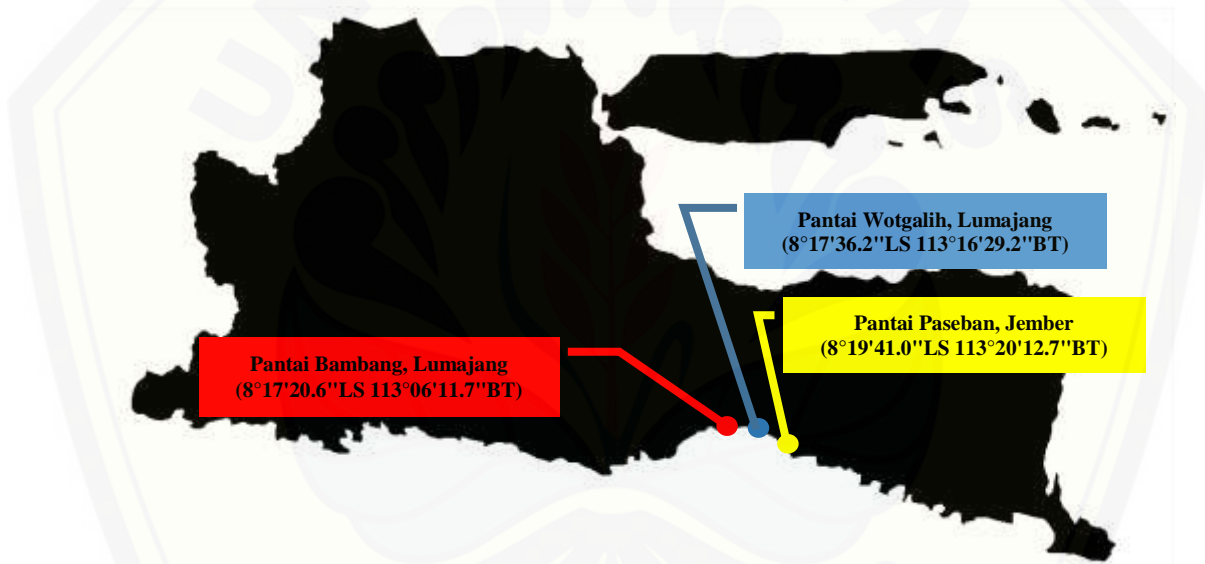 Pantai Wotgalih, Lumajang
(8°17'36.2"LS 113°16'29.2"BT)
Pantai Paseban, Jember
(8°19'41.0"LS 113°20'12.7"BT)
Pantai Bambang, Lumajang
(8°17'20.6"LS 113°06'11.7"BT)